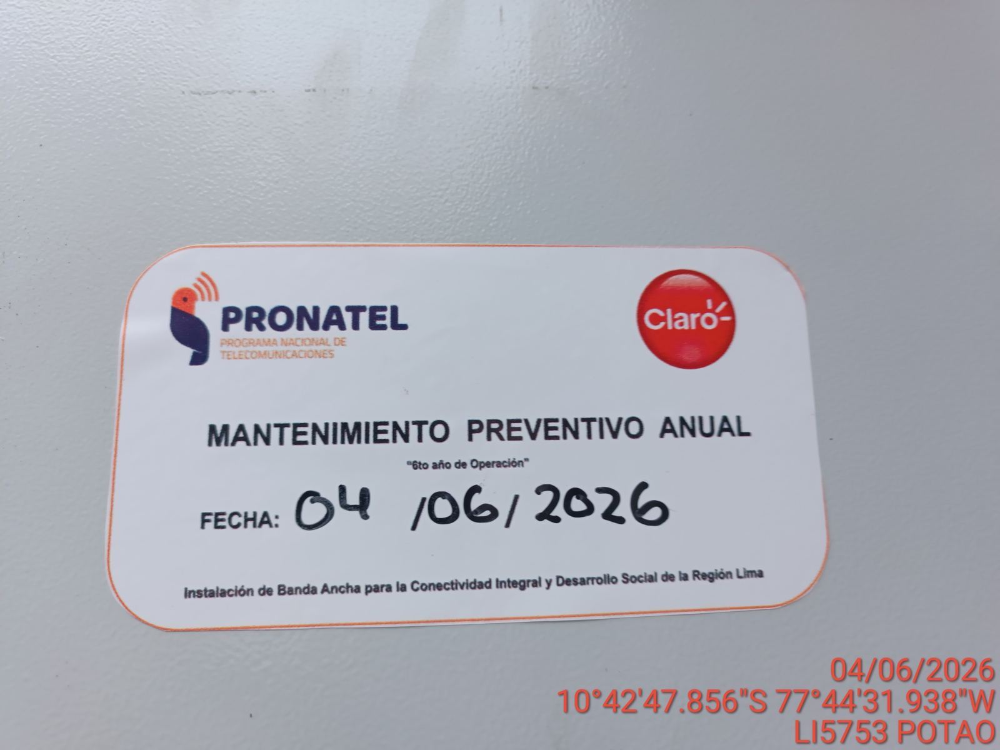 PRONATEL
PROGRAMA NACIONAL DE
TELECOMUNICACIONES
Claro
MANTENIMIENTO PREVENTIVO ANUAL
"6to año de Operación"
FECHA: 04 /06/ 2026
Instalación de Banda Ancha para la Conectividad Integral y Desarrollo Social de la Región Lima
04/06/2026
10°42'47.856"S 77°44'31.938"W
LI5753 POTAO